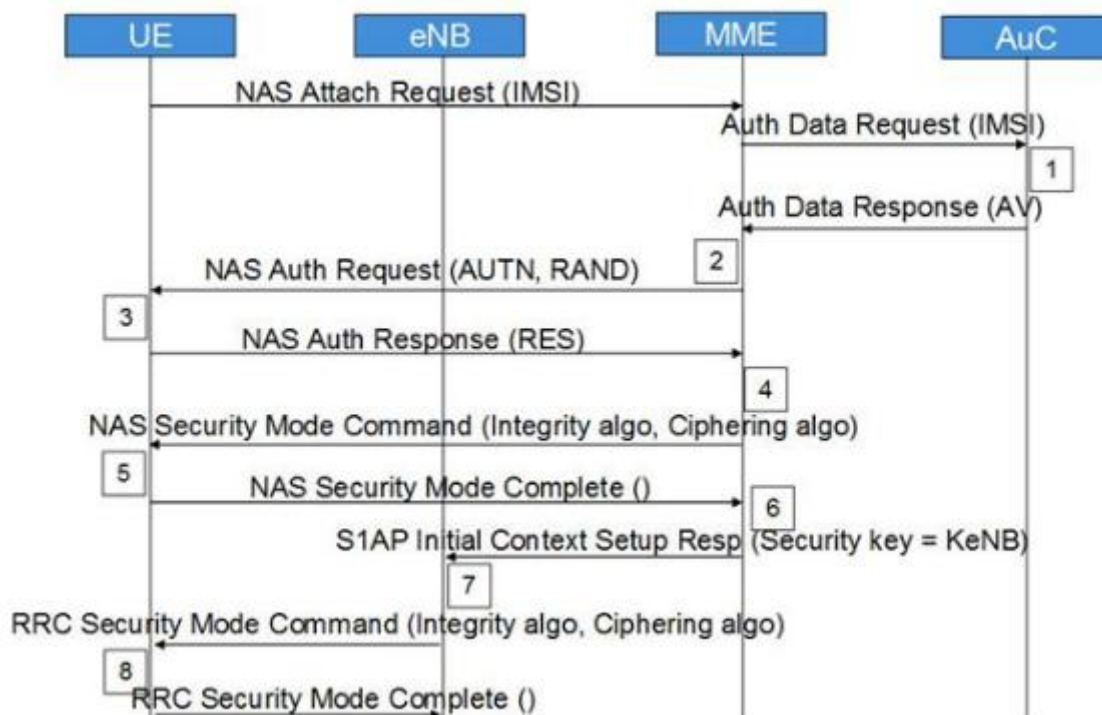 UE eNB MME AuC
NAS Attach Request (IMSI)
Auth Data Request (IMSI)
1
Auth Data Response (AV)
2
NAS Auth Request (AUTN, RAND)
3
NAS Auth Response (RES)
4
NAS Security Mode Command (Integrity algo, Ciphering algo)
5
NAS Security Mode Complete ()
6
S1AP Initial Context Setup Resp (Security key = KeNB)
7
RRC Security Mode Command (Integrity algo, Ciphering algo)
8
RRC Security Mode Complete ()